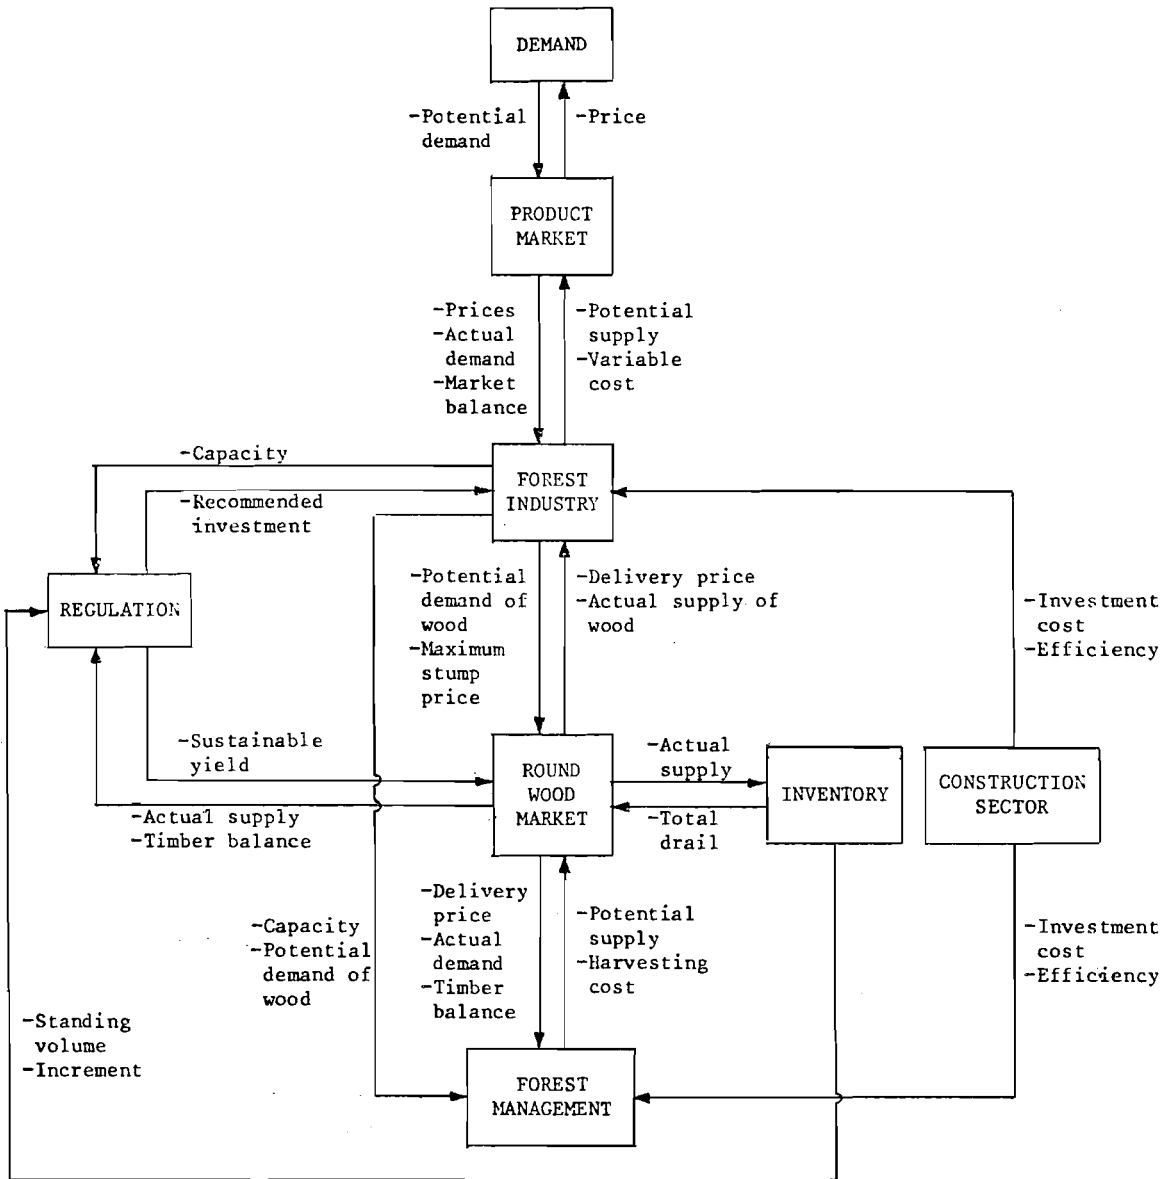 DEMAND
-Potential
demand
-Price
PRODUCT
MARKET
-Prices
-Actual
demand
-Market
balance
-Potential
supply
-Variable
cost
-Capacity
FOREST
INDUSTRY
-Recommended
investment
REGULATION
-Potential
demand of
wood
-Maximum
stump
price
-Delivery price
-Actual supply of
wood
-Investment
cost
-Efficiency
-Sustainable
yield
ROUND
WOOD
MARKET
-Actual
supply
INVENTORY
CONSTRUCTION
SECTOR
-Actual supply
-Timber balance
-Total
drail
-Capacity
-Potential
demand of
wood
-Delivery
price
-Actual
demand
-Timber
balance
-Potential
supply
-Harvesting
cost
-Investment
cost
-Efficiency
-Standing
volume
-Increment
FOREST
MANAGEMENT